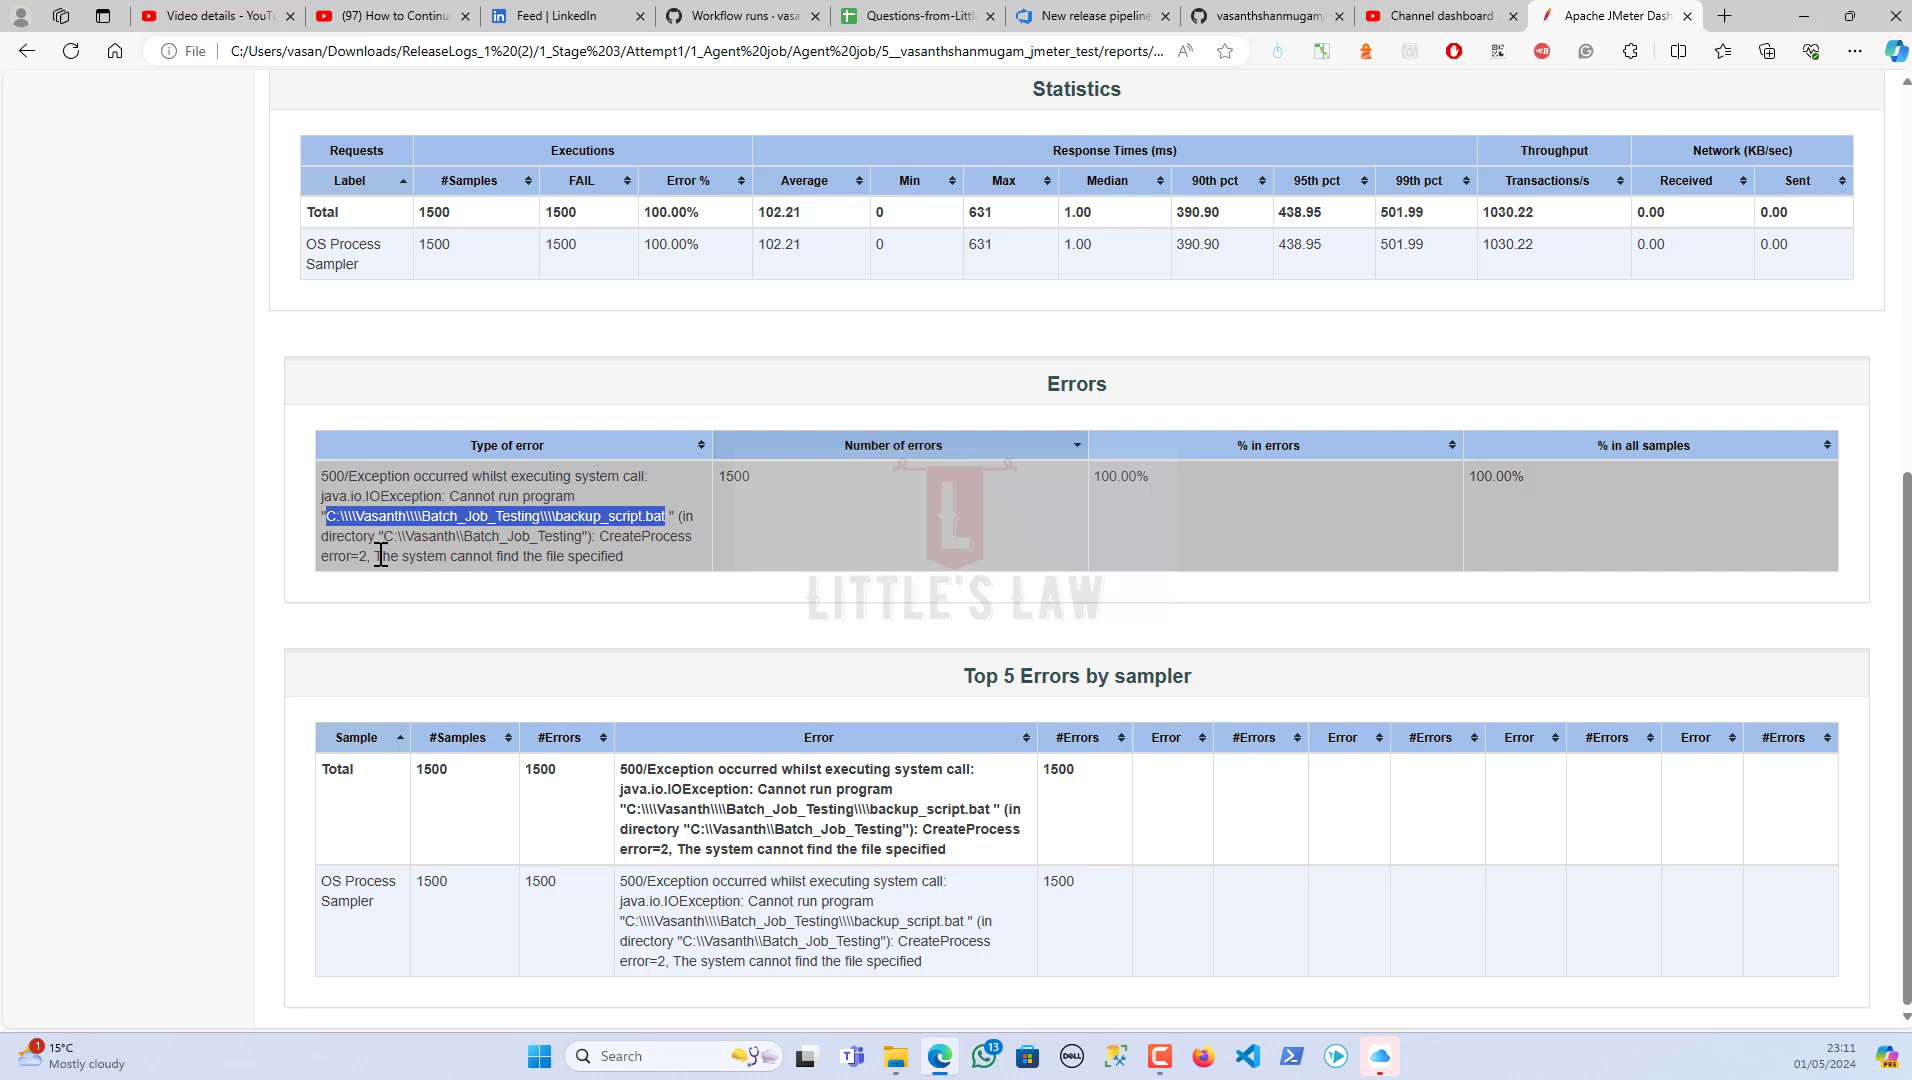 Video details - YouTu
(97) How to Continue
Feed | LinkedIn
Workflow runs · vasa
Questions-from-Littl
New release pipeline
vasanthshanmugam/
Channel dashboard -
Apache JMeter Dash
File
C:/Users/vasan/Downloads/ReleaseLogs_1%20(2)/1_Stage%203/Attempt1/1_Agent%20job/Agent%20job/5__vasanthshanmugam_jmeter_test/reports/...
Statistics
Requests Executions Response Times (ms) Throughput Network (KB/sec)
Label #Samples FAIL Error % Average Min Max Median 90th pct 95th pct 99th pct Transactions/s Received Sent
Total 1500 1500 100.00% 102.21 0 631 1.00 390.90 438.95 501.99 1030.22 0.00 0.00
OS Process 1500 1500 100.00% 102.21 0 631 1.00 390.90 438.95 501.99 1030.22 0.00 0.00
Sampler
Errors
Type of error Number of errors % in errors % in all samples
500/Exception occurred whilst executing system call: 1500 100.00% 100.00%
java.io.IOException: Cannot run program
"C:\\\\Vasanth\\\\Batch_Job_Testing\\\\backup_script.bat " (in
directory "C:\\Vasanth\\Batch_Job_Testing"): CreateProcess
error=2, The system cannot find the file specified
LITTLE'S LAW
Top 5 Errors by sampler
Sample #Samples #Errors Error #Errors Error #Errors Error #Errors Error #Errors Error #Errors
Total 1500 1500 500/Exception occurred whilst executing system call: 1500
java.io.IOException: Cannot run program
"C:\\\\Vasanth\\\\Batch_Job_Testing\\\\backup_script.bat " (in
directory "C:\\Vasanth\\Batch_Job_Testing"): CreateProcess
error=2, The system cannot find the file specified
OS Process 1500 1500 500/Exception occurred whilst executing system call: 1500
Sampler java.io.IOException: Cannot run program
"C:\\\\Vasanth\\\\Batch_Job_Testing\\\\backup_script.bat " (in
directory "C:\\Vasanth\\Batch_Job_Testing"): CreateProcess
error=2, The system cannot find the file specified
1
15°C
Mostly cloudy
Search
13
DELL
23:11
01/05/2024
PRE